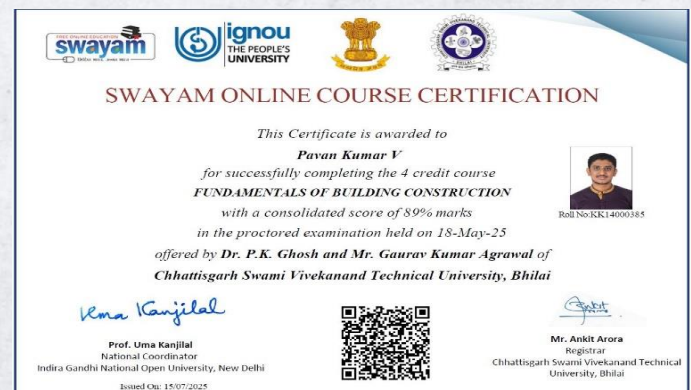 FREE ONLINE EDUCATION
swayam
ignou
THE PEOPLE'S
UNIVERSITY
BHILAI
SWAYAM ONLINE COURSE CERTIFICATION
This Certificate is awarded to
Pavan Kumar V
for successfully completing the 4 credit course
FUNDAMENTALS OF BUILDING CONSTRUCTION
with a consolidated score of 89% marks
in the proctored examination held on 18-May-25
offered by Dr. P.K. Ghosh and Mr. Gaurav Kumar Agrawal of
Chhattisgarh Swami Vivekanand Technical University, Bhilai
Roll No:KK14000385
Uma Kanjilal
Ankit
Prof. Uma Kanjilal
National Coordinator
Indira Gandhi National Open University, New Delhi
Issued On: 15/07/2025
Mr. Ankit Arora
Registrar
Chhattisgarh Swami Vivekanand Technical
University, Bhilai